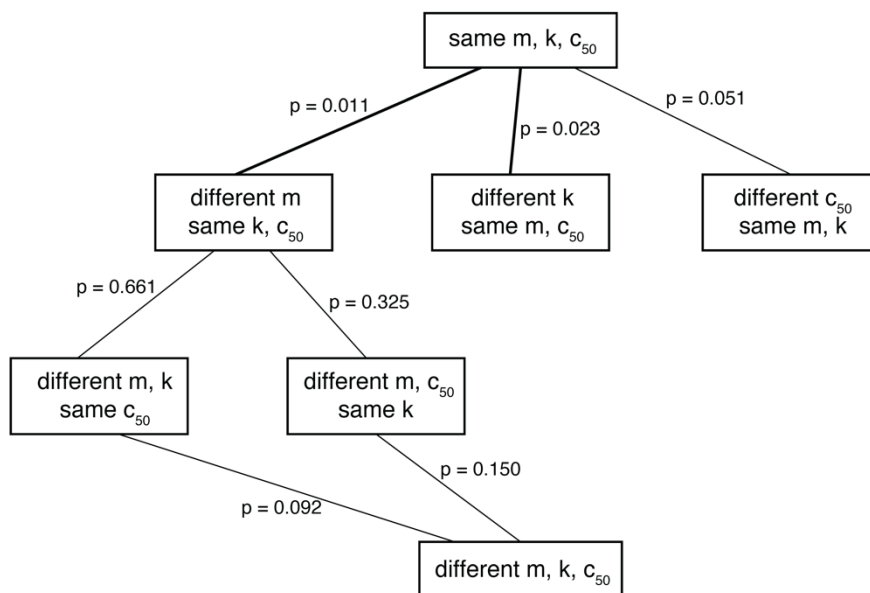 same m, k, c₅₀
p = 0.011
p = 0.023
p = 0.051
different m
same k, c₅₀
different k
same m, c₅₀
different c₅₀
same m, k
p = 0.661
p = 0.325
different m, k
same c₅₀
different m, c₅₀
same k
p = 0.092
p = 0.150
different m, k, c₅₀